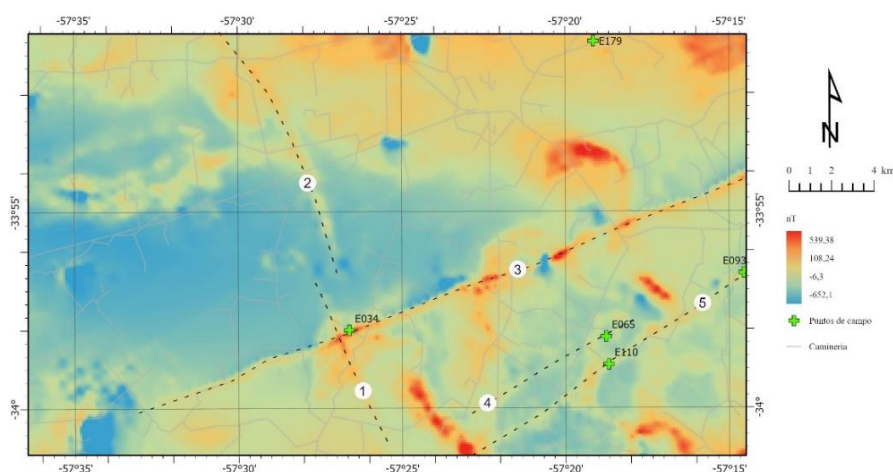 -57°35' -57°30' -57°25' -57°20' -57°15'
E179
N
0 2 4 km
2
-33°55' -33°55'
nT
539,38
108,24
-6,3
-652,1
E093
3
5
E034
E065
Puntos de campo
E110
Caminería
1
4
-34° -34°
-57°35' -57°30' -57°25' -57°20' -57°15'